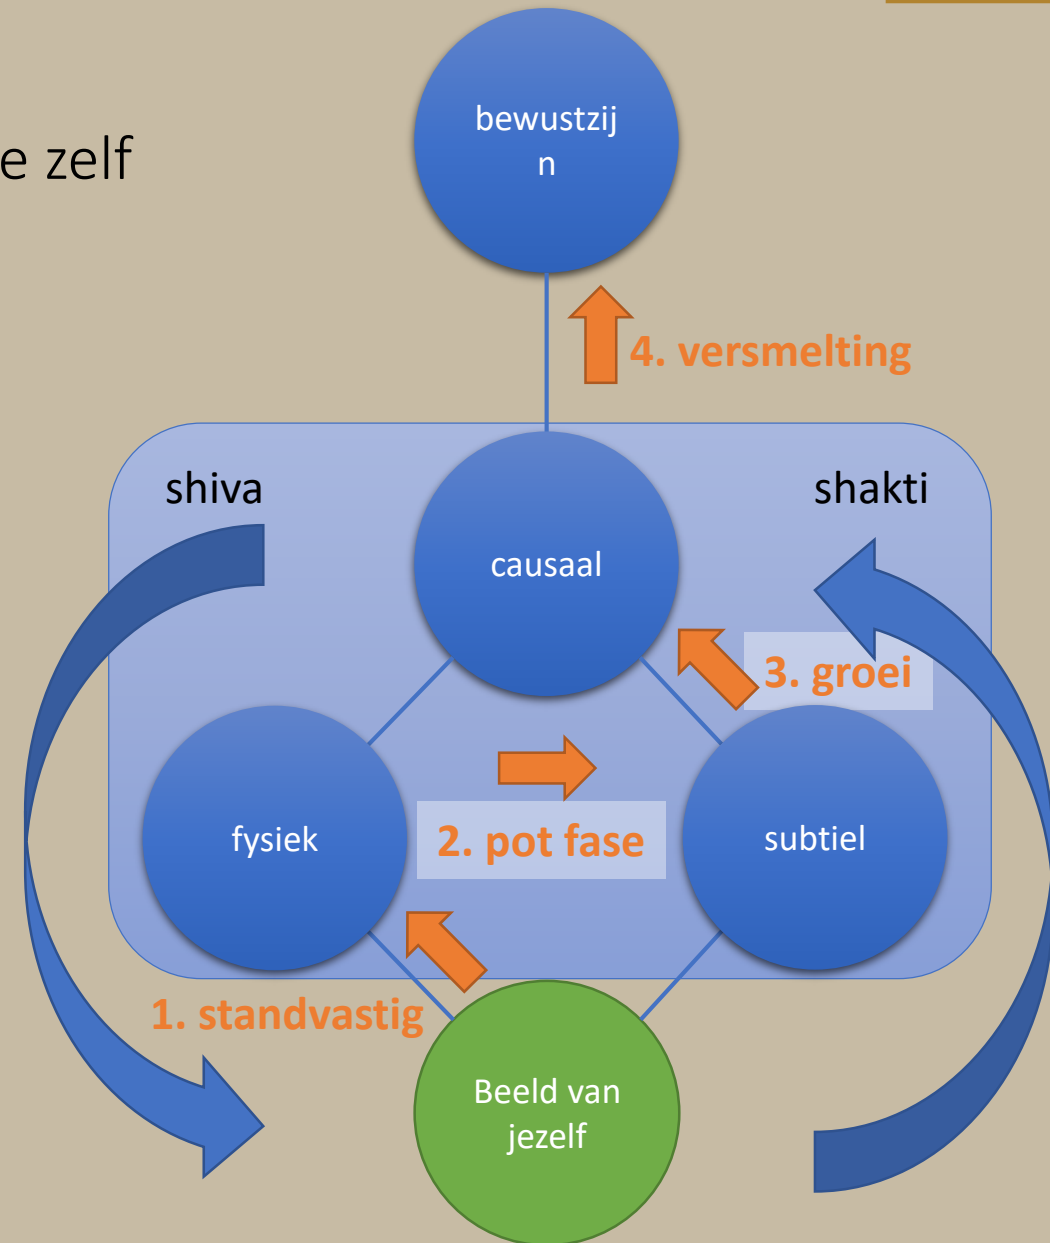 bewustzij
n
e zelf
4. versmelting
shiva
shakti
causaal
3. groei
fysiek
2. pot fase
subtiel
1. standvastig
Beeld van
jezelf